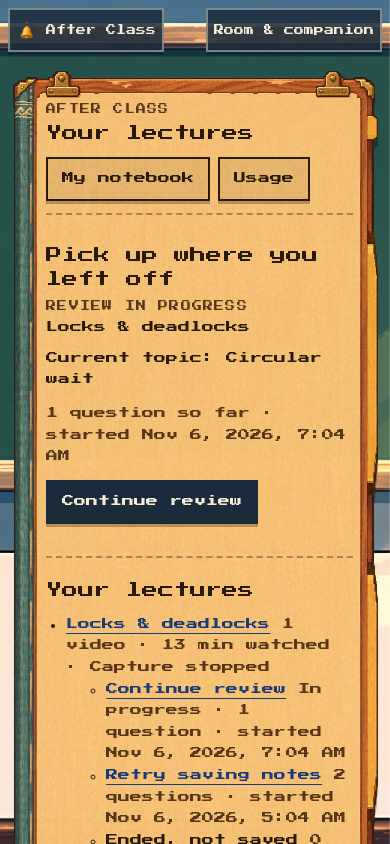 After Class
Room & companion
AFTER CLASS
Your lectures
My notebook
Usage
Pick up where you
left off
REVIEW IN PROGRESS
Locks & deadlocks
Current topic: Circular
wait
1 question so far ·
started Nov 6, 2026, 7:04
AM
Continue review
Your lectures
Locks & deadlocks 1
video · 13 min watched
· Capture stopped
Continue review In
progress · 1
question · started
Nov 6, 2026, 7:04 AM
Retry saving notes 2
questions · started
Nov 6, 2026, 5:04 AM
Ended, not saved 0